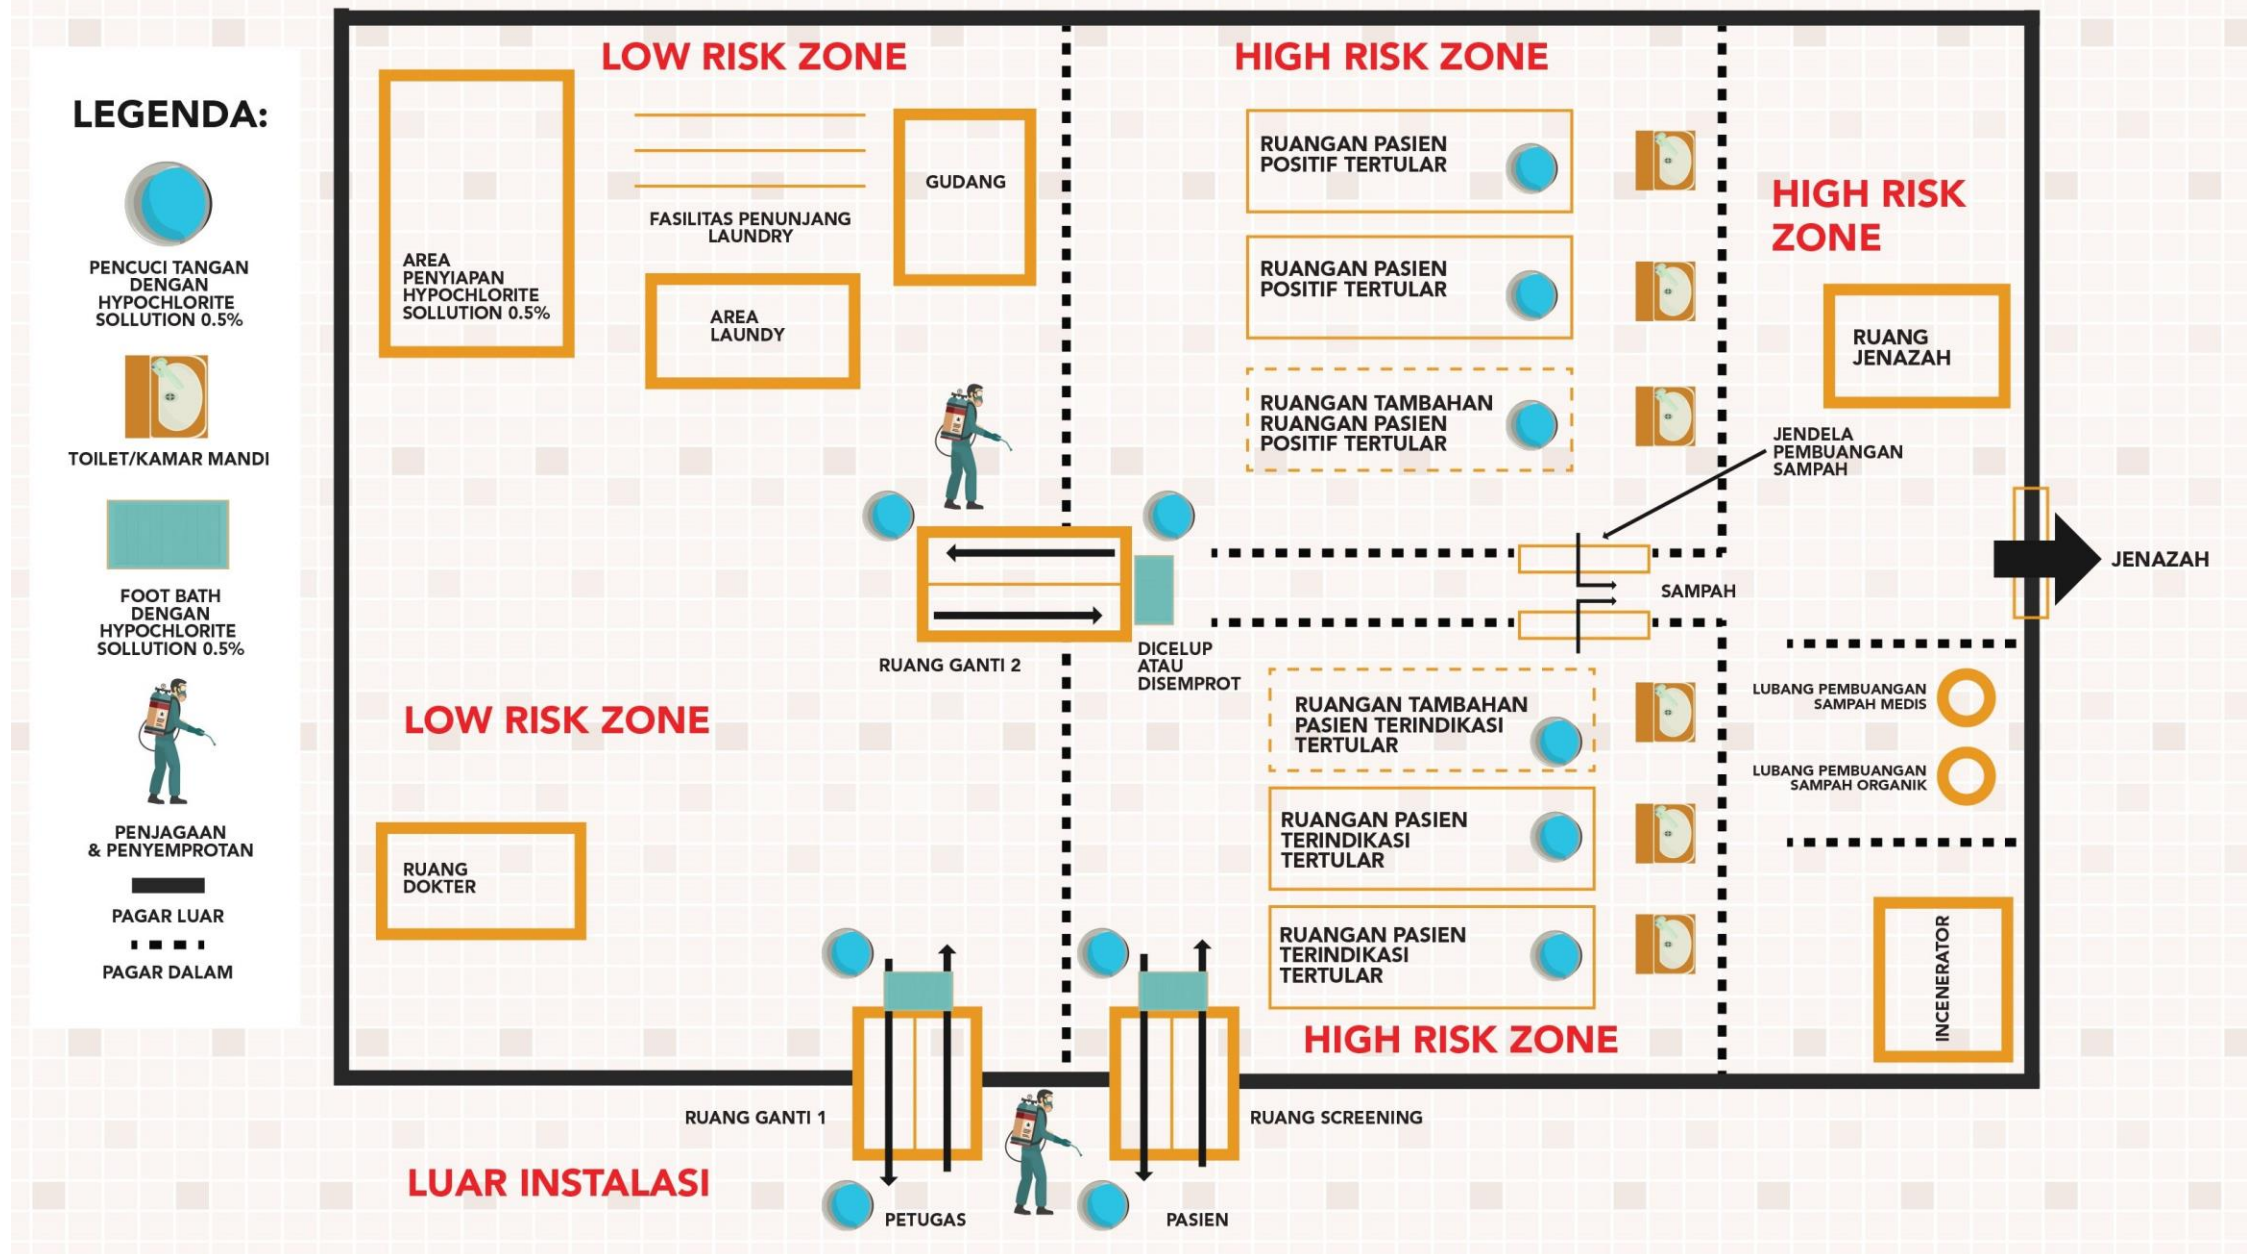 LEGENDA:
PENCUCI TANGAN
DENGAN
HYPOCHLORITE
SOLLUTION 0.5%
TOILET/KAMAR MANDI
FOOT BATH
DENGAN
HYPOCHLORITE
SOLLUTION 0.5%
PENJAGAAN
& PENYEMPROTAN
PAGAR LUAR
PAGAR DALAM
LOW RISK ZONE
AREA
PENYIAPAN
HYPOCHLORITE
SOLLUTION 0.5%
FASILITAS PENUNJANG
LAUNDRY
GUDANG
AREA
LAUNDY
RUANG GANTI 2
LOW RISK ZONE
RUANG
DOKTER
HIGH RISK ZONE
RUANGAN PASIEN
POSITIF TERTULAR
RUANGAN PASIEN
POSITIF TERTULAR
RUANGAN TAMBAHAN
RUANGAN PASIEN
POSITIF TERTULAR
DICELUP
ATAU
DISEMPROT
SAMPAH
RUANGAN TAMBAHAN
PASIEN TERINDIKASI
TERTULAR
RUANGAN PASIEN
TERINDIKASI
TERTULAR
RUANGAN PASIEN
TERINDIKASI
TERTULAR
HIGH RISK ZONE
HIGH RISK
ZONE
RUANG
JENAZAH
JENDELA
PEMBUANGAN
SAMPAH
JENAZAH
LUBANG PEMBUANGAN
SAMPAH MEDIS
LUBANG PEMBUANGAN
SAMPAH ORGANIK
INCENERATOR
RUANG GANTI 1
RUANG SCREENING
LUAR INSTALASI
PETUGAS
PASIEN